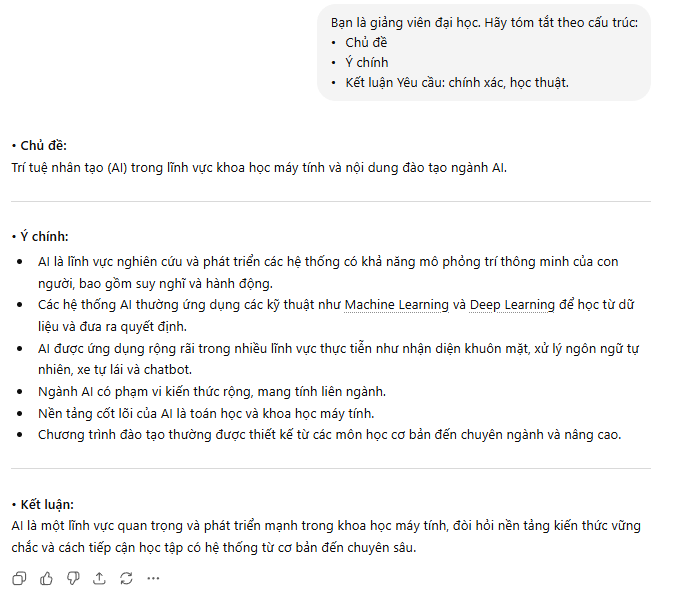 Bạn là giảng viên đại học. Hãy tóm tắt theo cấu trúc:
• Chủ đề
• Ý chính
• Kết luận Yêu cầu: chính xác, học thuật.
• Chủ đề:
Trí tuệ nhân tạo (AI) trong lĩnh vực khoa học máy tính và nội dung đào tạo ngành AI.
• Ý chính:
• AI là lĩnh vực nghiên cứu và phát triển các hệ thống có khả năng mô phỏng trí thông minh của con
người, bao gồm suy nghĩ và hành động.
• Các hệ thống AI thường ứng dụng các kỹ thuật như Machine Learning và Deep Learning để học từ dữ
liệu và đưa ra quyết định.
• AI được ứng dụng rộng rãi trong nhiều lĩnh vực thực tiễn như nhận diện khuôn mặt, xử lý ngôn ngữ tự
nhiên, xe tự lái và chatbot.
• Ngành AI có phạm vi kiến thức rộng, mang tính liên ngành.
• Nền tảng cốt lõi của AI là toán học và khoa học máy tính.
• Chương trình đào tạo thường được thiết kế từ các môn học cơ bản đến chuyên ngành và nâng cao.
• Kết luận:
AI là một lĩnh vực quan trọng và phát triển mạnh trong khoa học máy tính, đòi hỏi nền tảng kiến thức vững
chắc và cách tiếp cận học tập có hệ thống từ cơ bản đến chuyên sâu.